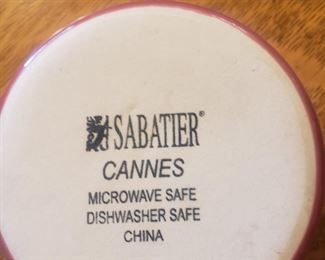 SABATIER®
CANNES
MICROWAVE SAFE
DISHWASHER SAFE
CHINA